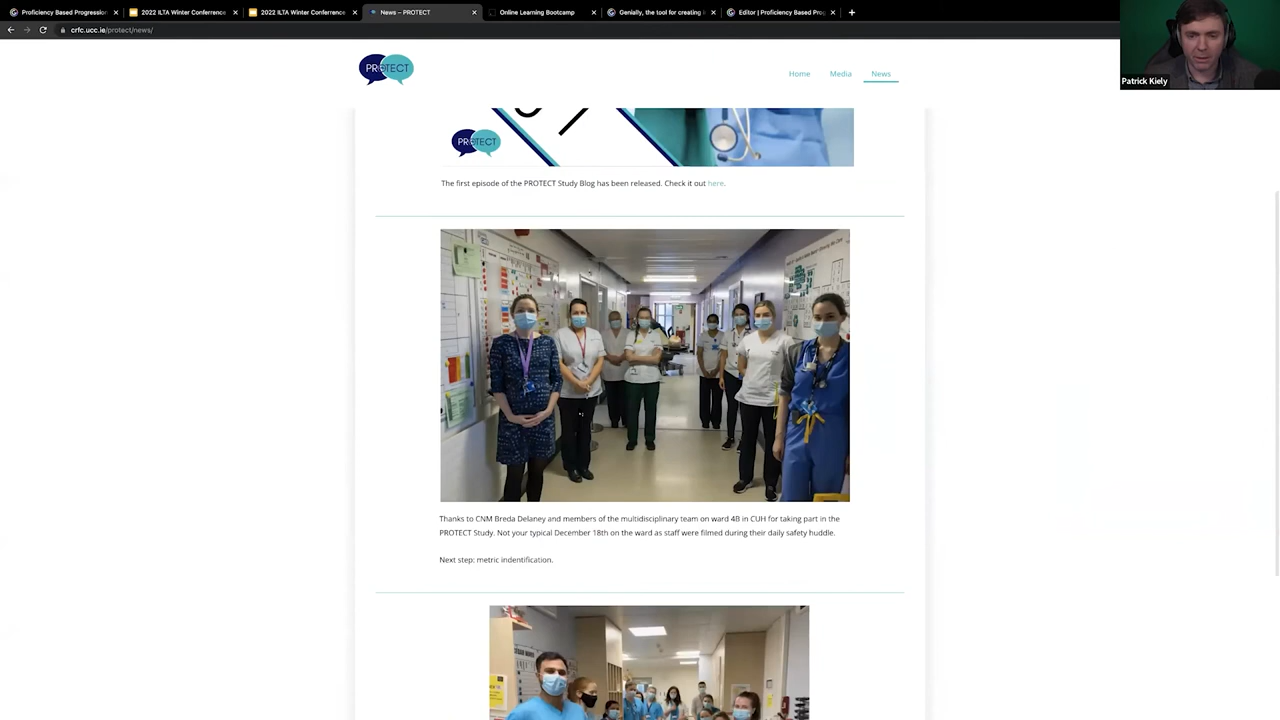 Proficiency Based Progression
2022 ILTA Winter Conference
2022 ILTA Winter Conference
News – PROTECT
Online Learning Bootcamp
Genially, the tool for creating i
Editor | Proficiency Based Prog
crfc.ucc.ie/protect/news/
Patrick Kiely
PROTECT
Home
Media
News
PROTECT
The first episode of the PROTECT Study Blog has been released. Check it out here.
Thanks to CNM Breda Delaney and members of the multidisciplinary team on ward 4B in CUH for taking part in the
PROTECT Study. Not your typical December 18th on the ward as staff were filmed during their daily safety huddle.
Next step: metric indentification.